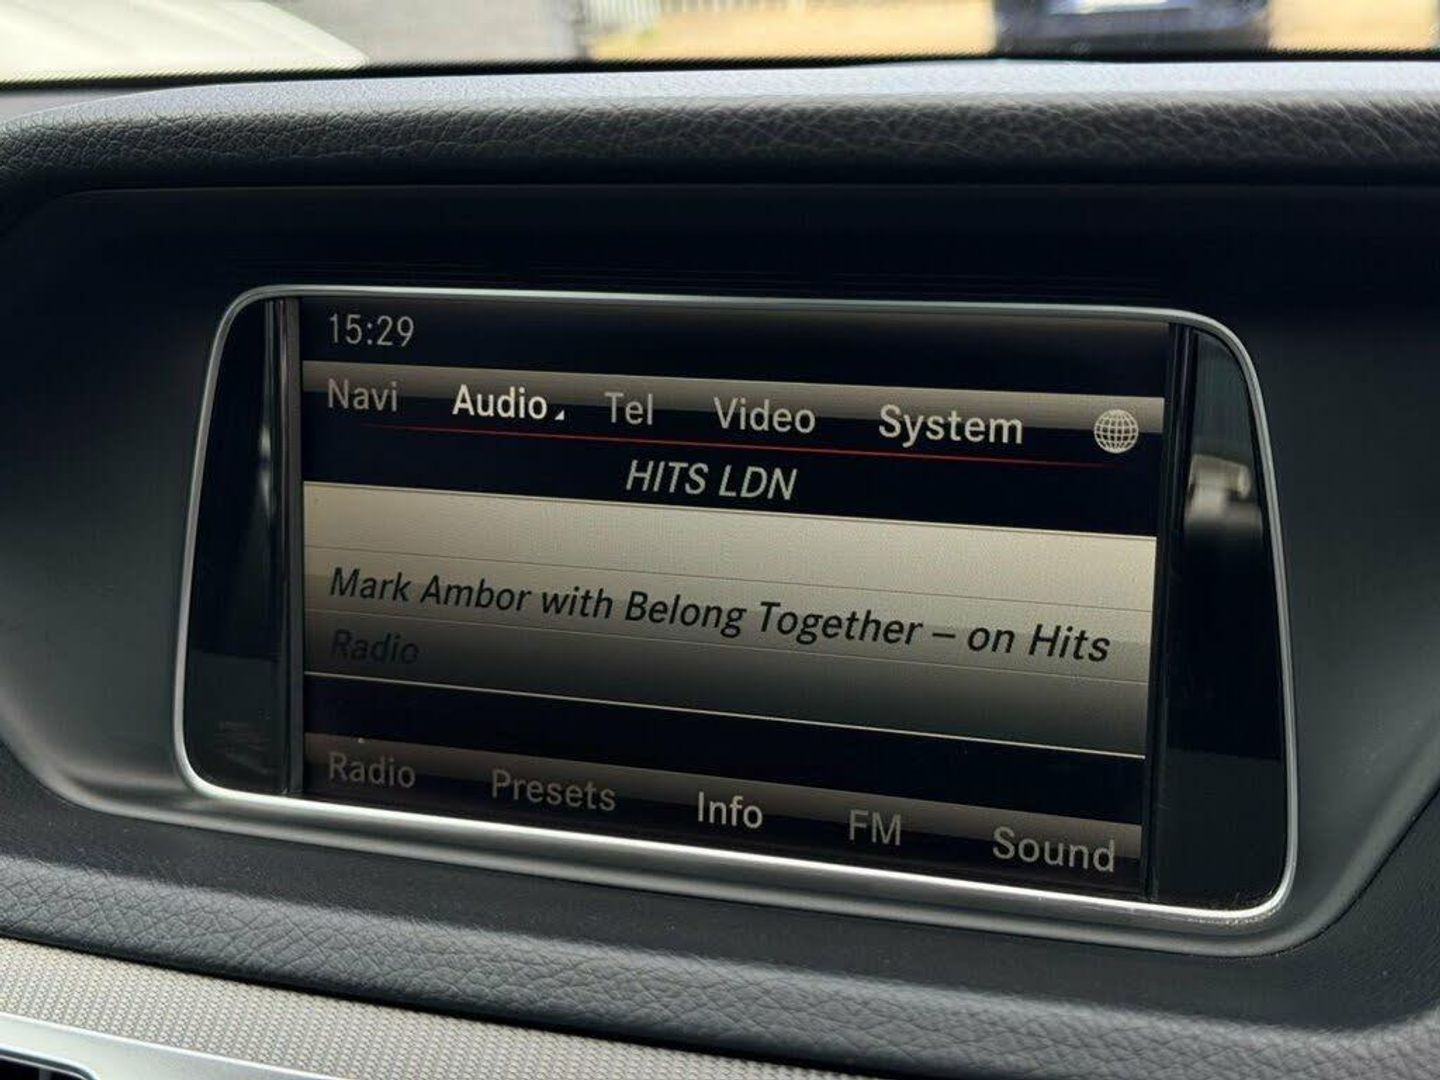 15:29
Navi Audio Tel Video System
HITS LDN
Mark Ambor with Belong Together – on Hits
Radio
Radio Presets Info FM Sound